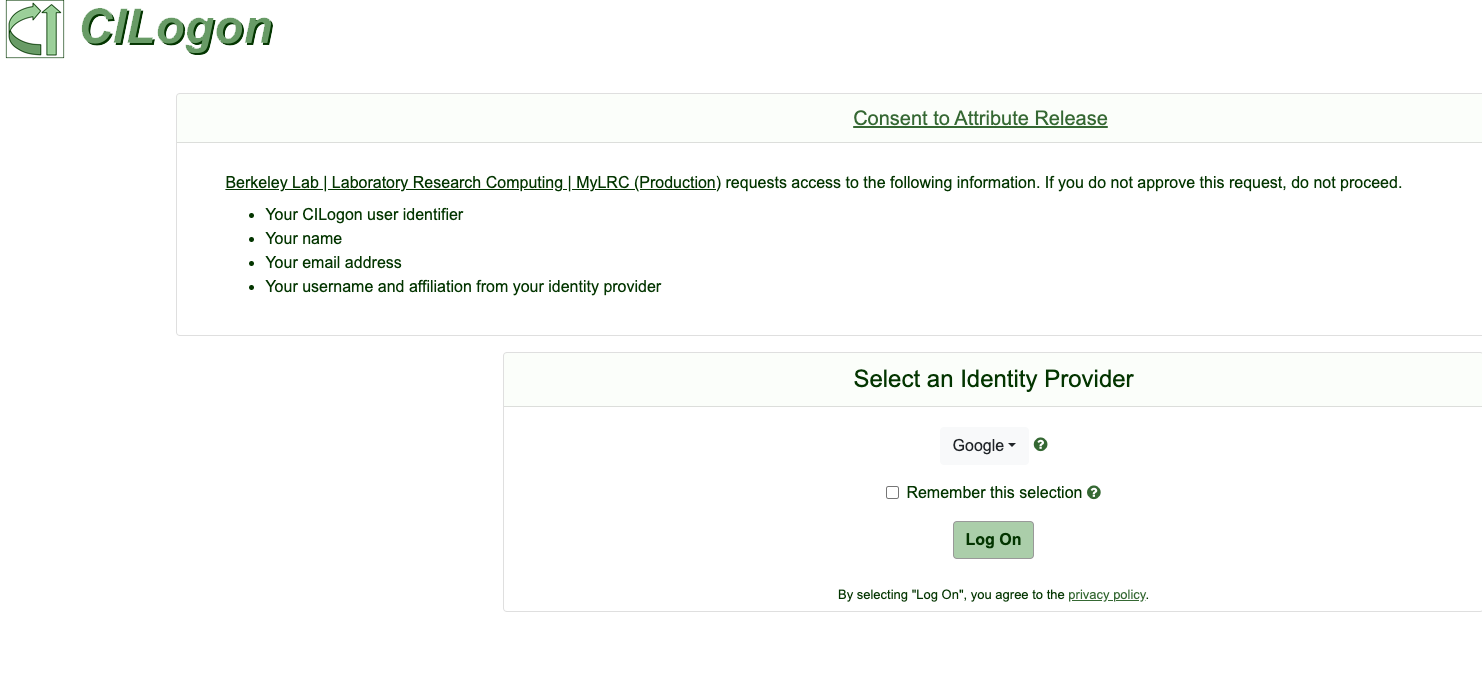 CILogon
Consent to Attribute Release
Berkeley Lab | Laboratory Research Computing | MyLRC (Production) requests access to the following information. If you do not approve this request, do not proceed.
• Your CILogon user identifier
• Your name
• Your email address
• Your username and affiliation from your identity provider
Select an Identity Provider
Google
Remember this selection
Log On
By selecting "Log On", you agree to the privacy policy.